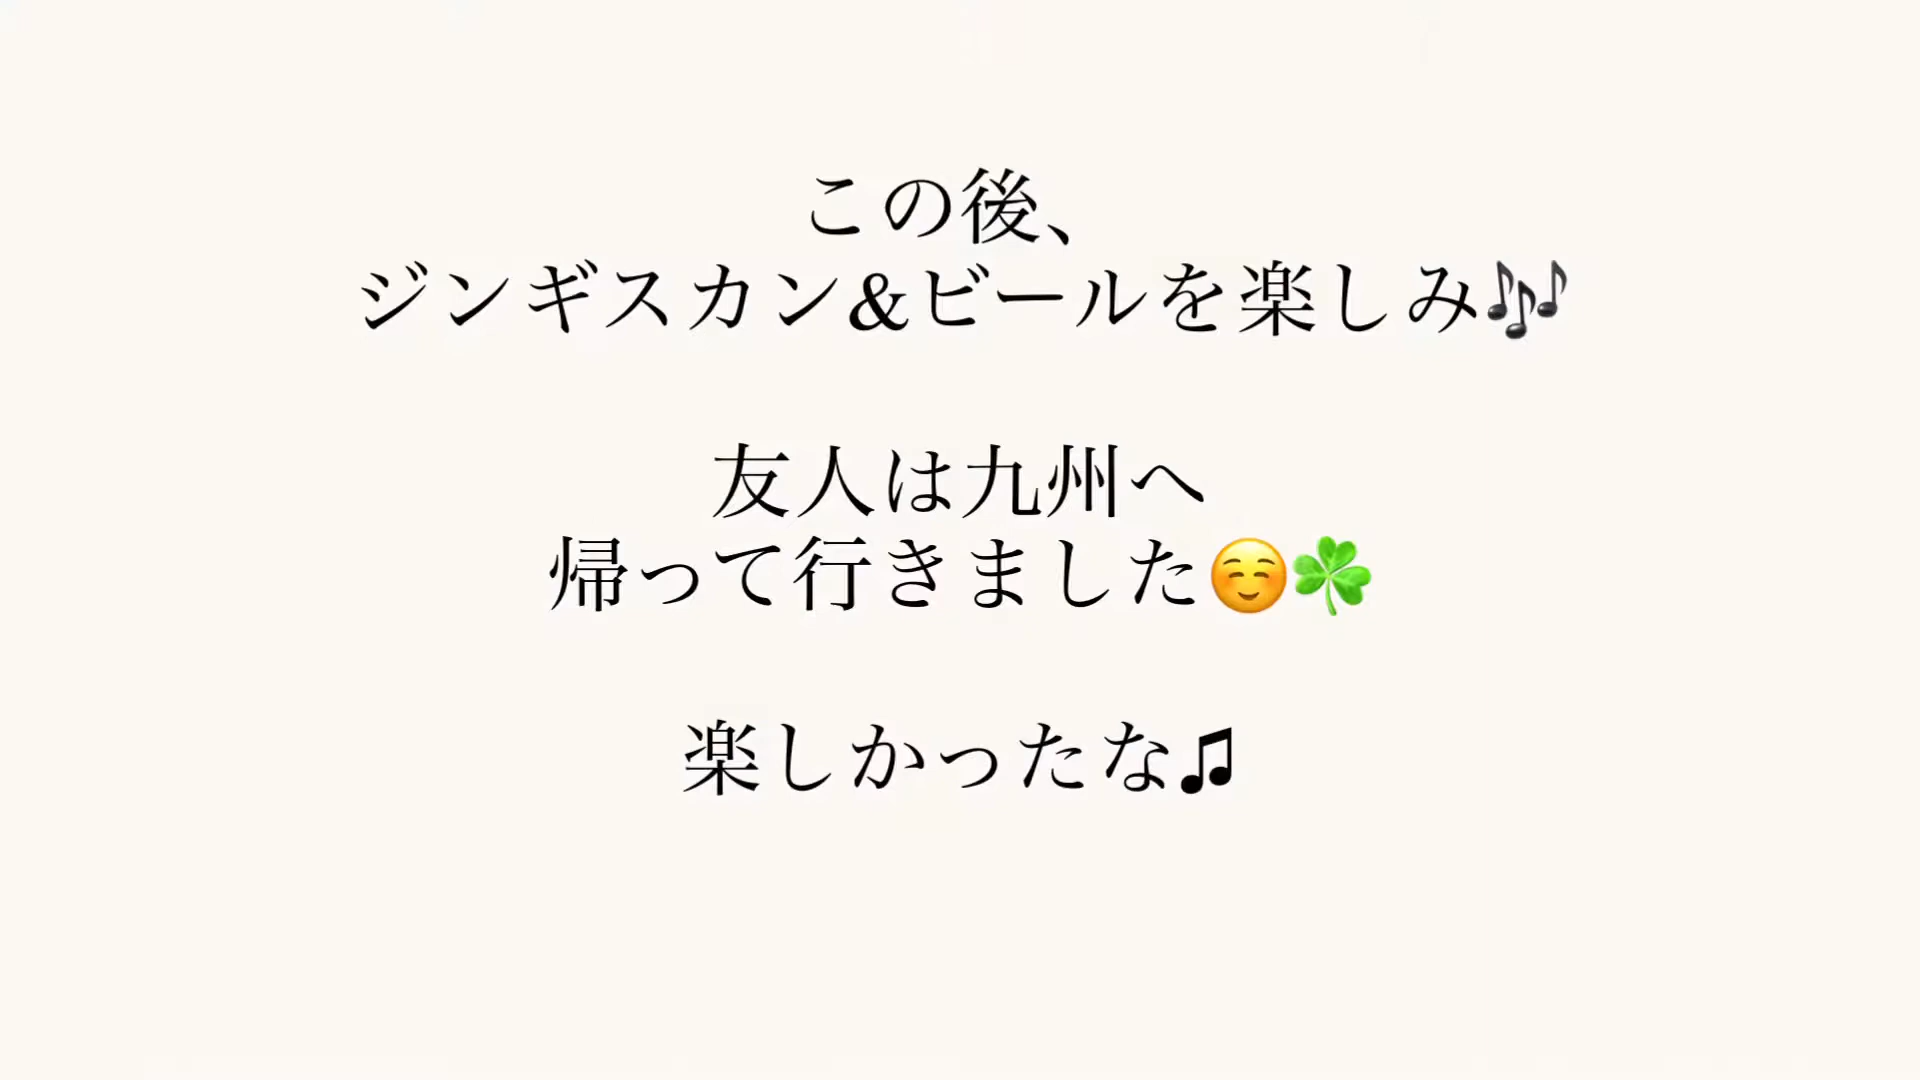 この後、
ジンギスカン&ビールを楽しみ🎶
友人は九州へ
帰って行きました☺️☘️
楽しかったな♫